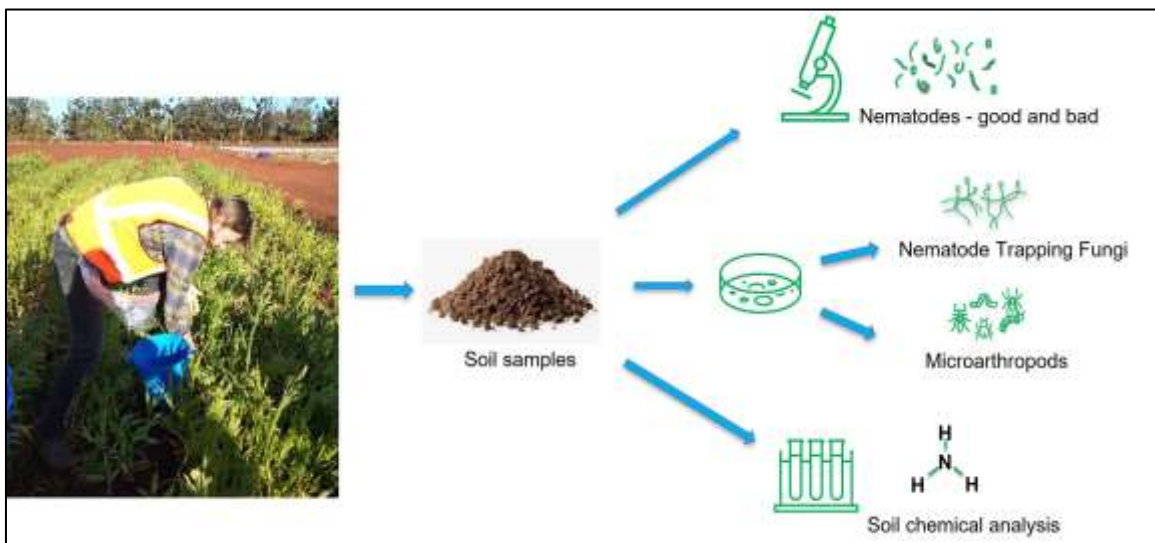 Nematodes - good and bad
Nematode Trapping Fungi
Soil samples
Microarthropods
H
N
H
H
Soil chemical analysis